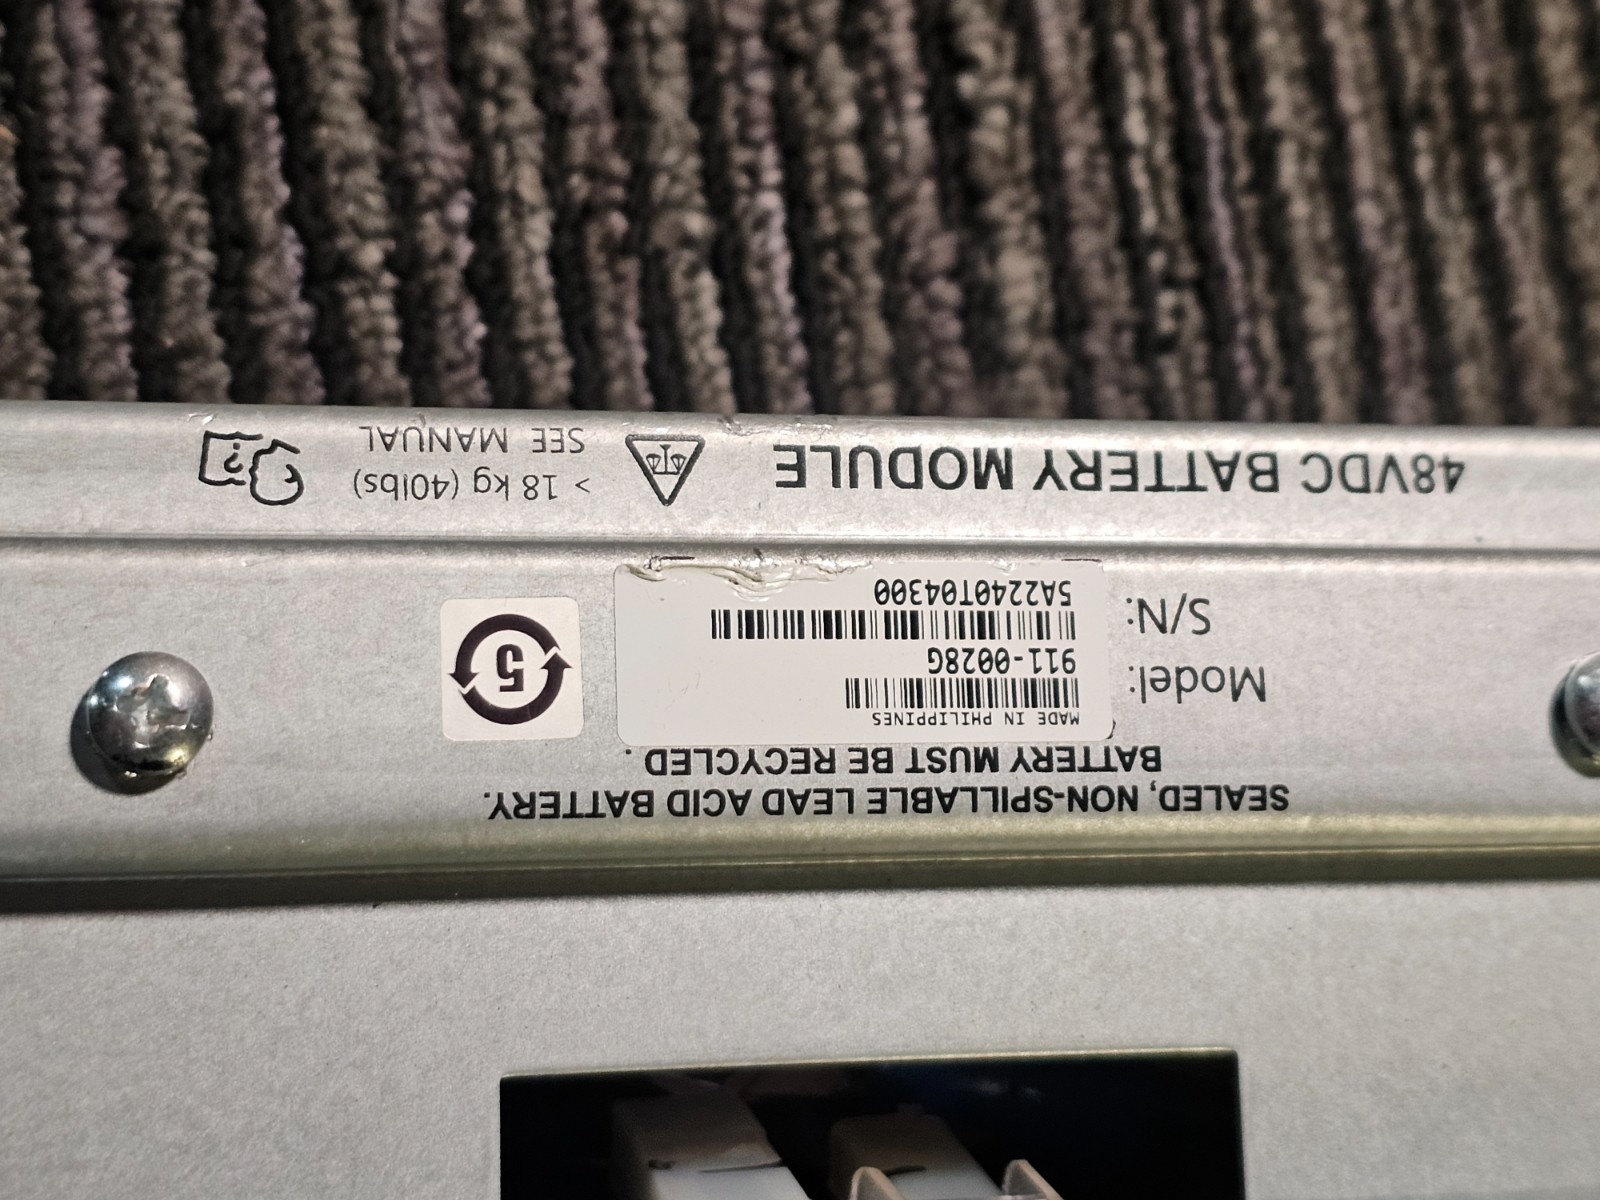 SEALED, NON-SPILLABLE LEAD ACID BATTERY.
BATTERY MUST BE RECYCLED.
MADE IN PHILIPPINES
Model:
911-0028G
S/N:
5A2240T04300
5
48VDC BATTERY MODULE
> 18 kg (40lbs)
SEE MANUAL
?